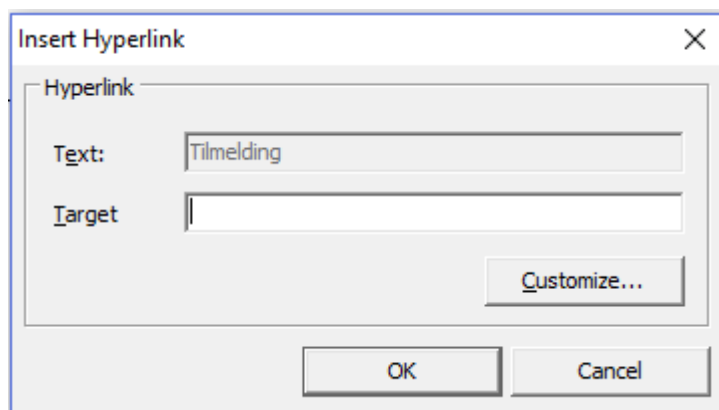 Insert Hyperlink
Hyperlink
Text: Tilmelding
Target
Customize...
OK Cancel